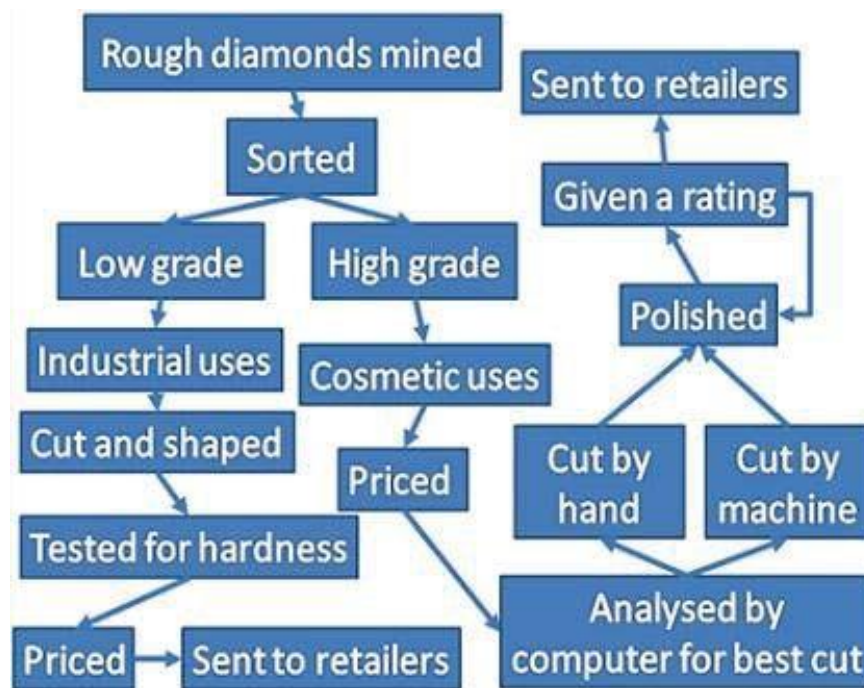 Rough diamonds mined
Sorted
Low grade
Industrial uses
Cut and shaped
Tested for hardness
Priced
Sent to retailers
High grade
Cosmetic uses
Priced
Analysed by
computer for best cut
Cut by
hand
Cut by
machine
Polished
Given a rating
Sent to retailers